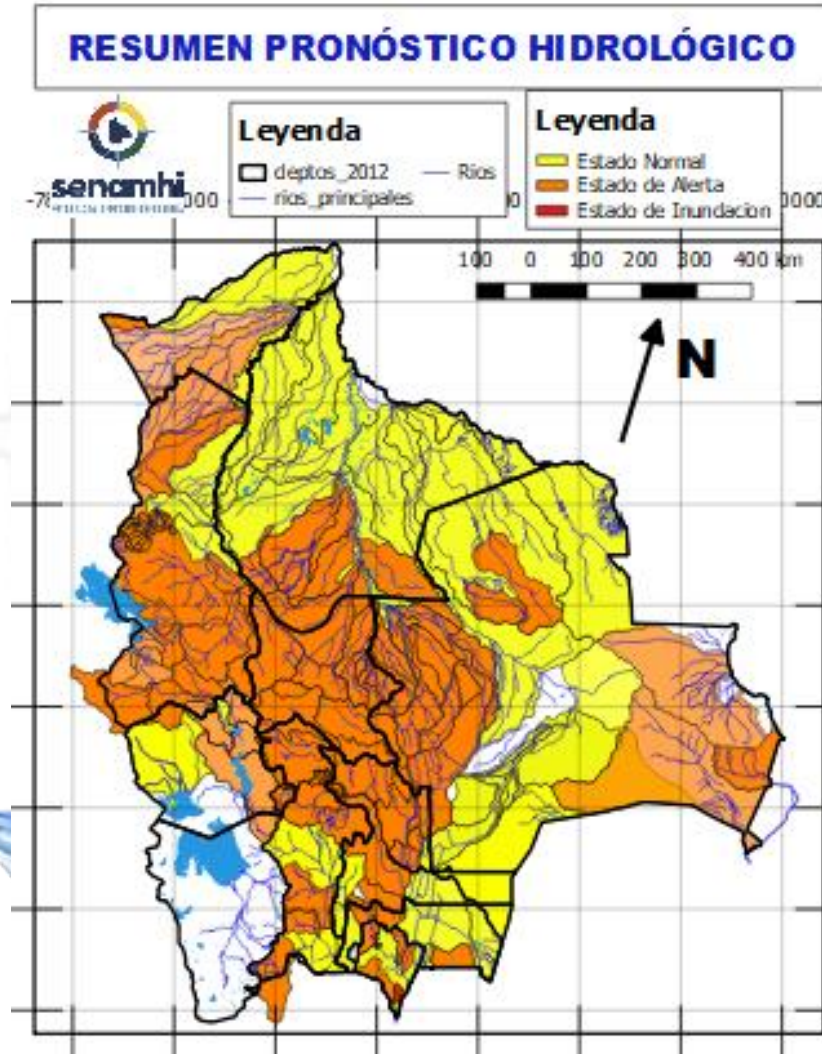 RESUMEN PRONÓSTICO HIDROLÓGICO
senamhi
Leyenda
deptos_2012
Rios
rios_principales
Leyenda
Estado Normal
Estado de Alerta
Estado de Inundacion
100 0 100 200 300 400 km
N